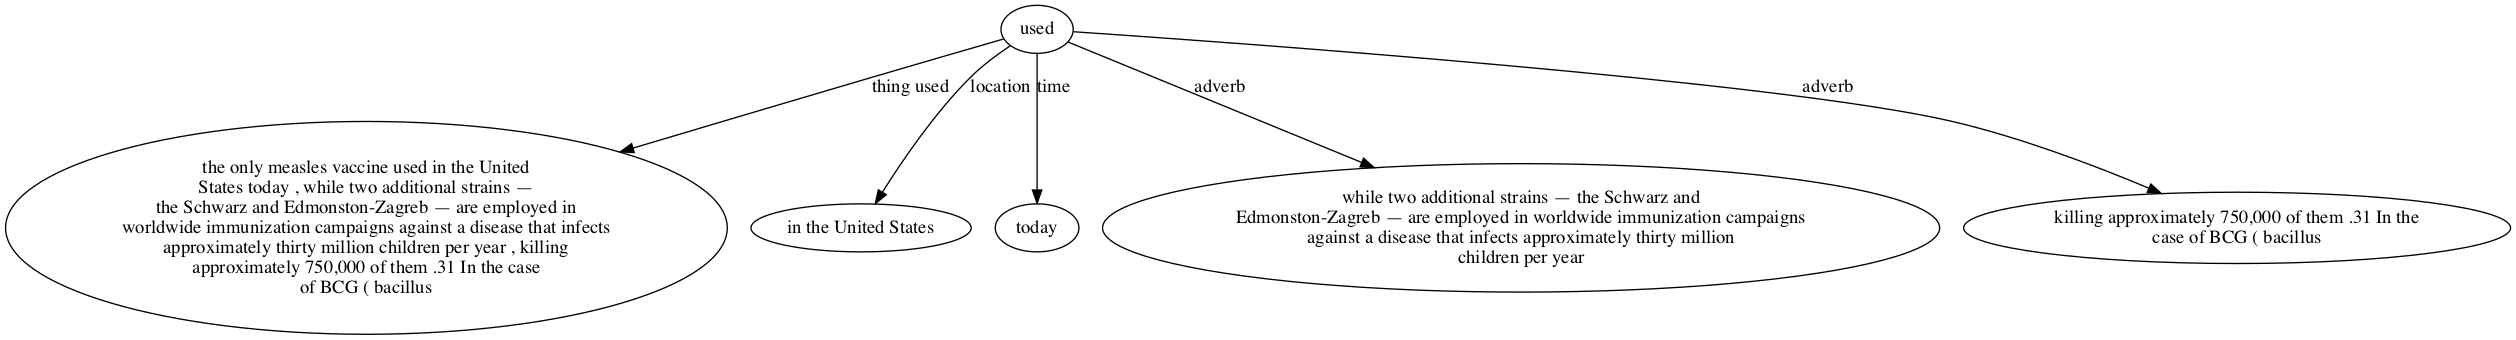 used
thing used
location
time
adverb
adverb
the only measles vaccine used in the United
States today , while two additional strains —
the Schwarz and Edmonston-Zagreb — are employed in
worldwide immunization campaigns against a disease that infects
approximately thirty million children per year , killing
approximately 750,000 of them .31 In the case
of BCG ( bacillus
in the United States
today
while two additional strains — the Schwarz and
Edmonston-Zagreb — are employed in worldwide immunization campaigns
against a disease that infects approximately thirty million
children per year
killing approximately 750,000 of them .31 In the
case of BCG ( bacillus